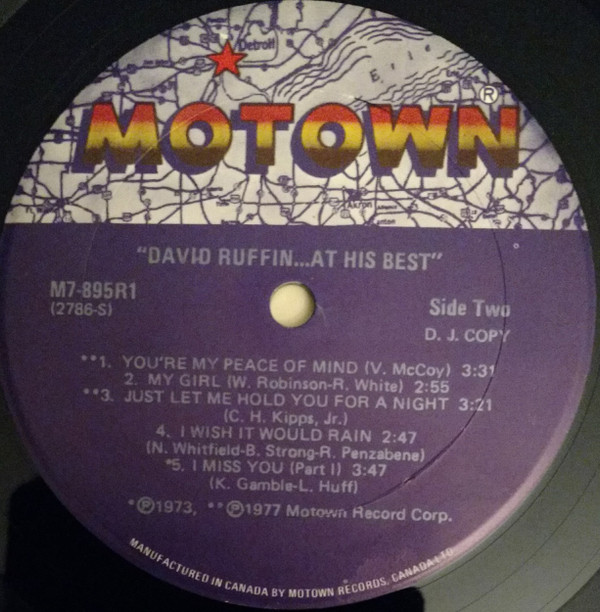 Detroit
Erie
MOTOWN®
Akron
"DAVID RUFFIN...AT HIS BEST"
M7-895R1
(2786-S)
Side Two
D. J. COPY
**1. YOU'RE MY PEACE OF MIND (V. McCoy) 3:31
2. MY GIRL (W. Robinson-R. White) 2:55
**3. JUST LET ME HOLD YOU FOR A NIGHT 3:21
(C. H. Kipps, Jr.)
4. I WISH IT WOULD RAIN 2:47
(N. Whitfield-B. Strong-R. Penzabene)
*5. I MISS YOU (Part I) 3:47
(K. Gamble-L. Huff)
*℗1973, **℗1977 Motown Record Corp.
MANUFACTURED IN CANADA BY MOTOWN RECORDS, CANADA LTD